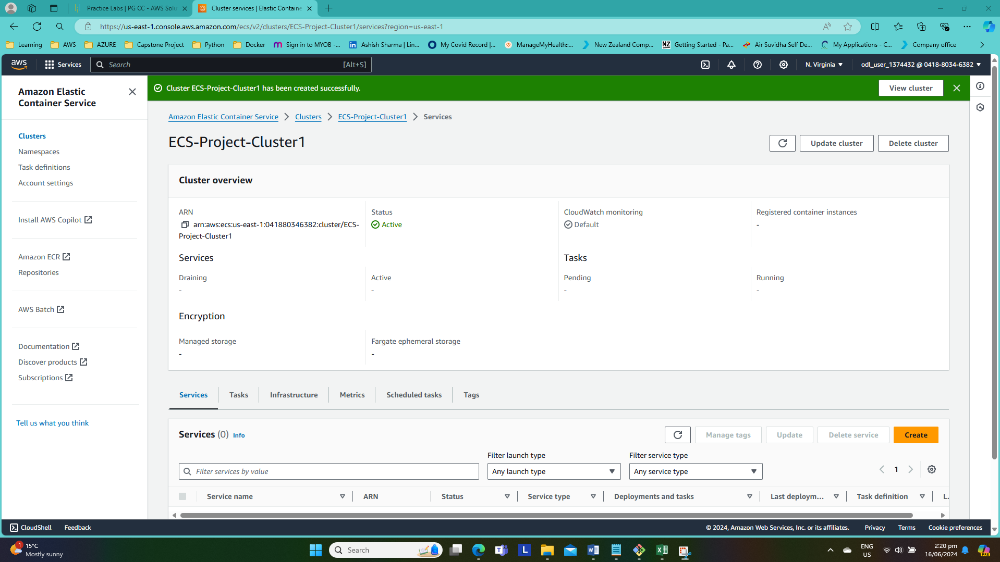 Practice Labs | PG CC - AWS Solu
Cluster services | Elastic Containe
https://us-east-1.console.aws.amazon.com/ecs/v2/clusters/ECS-Project-Cluster1/services?region=us-east-1
Learning AWS AZURE Capstone Project Python Docker Sign in to MYOB -... Ashish Sharma | Lin... My Covid Record |... ManageMyHealth:... New Zealand Comp... Getting Started - Pa... Air Suvidha Self De... My Applications - C... Company office
aws Services Search [Alt+S] N. Virginia odl_user_1374432 @ 0418-8034-6382
Amazon Elastic
Container Service
Clusters
Namespaces
Task definitions
Account settings
Install AWS Copilot
Amazon ECR
Repositories
AWS Batch
Documentation
Discover products
Subscriptions
Tell us what you think
Cluster ECS-Project-Cluster1 has been created successfully.
View cluster
Amazon Elastic Container Service > Clusters > ECS-Project-Cluster1 > Services
ECS-Project-Cluster1
Update cluster
Delete cluster
Cluster overview
ARN
arn:aws:ecs:us-east-1:041880346382:cluster/ECS-
Project-Cluster1
Status
Active
CloudWatch monitoring
Default
Registered container instances
-
Services
Draining
-
Active
-
Tasks
Pending
-
Running
-
Encryption
Managed storage
-
Fargate ephemeral storage
-
Services Tasks Infrastructure Metrics Scheduled tasks Tags
Services (0) Info
Manage tags Update Delete service Create
Filter launch type
Filter service type
Filter services by value
Any launch type
Any service type
1
Service name ARN Status Service type Deployments and tasks Last deploym... Task definition L.
CloudShell Feedback © 2024, Amazon Web Services, Inc. or its affiliates. Privacy Terms Cookie preferences
1
15°C
Mostly sunny
Search
T
L
W
X
PRE
ENG
US
2:20 pm
16/06/2024